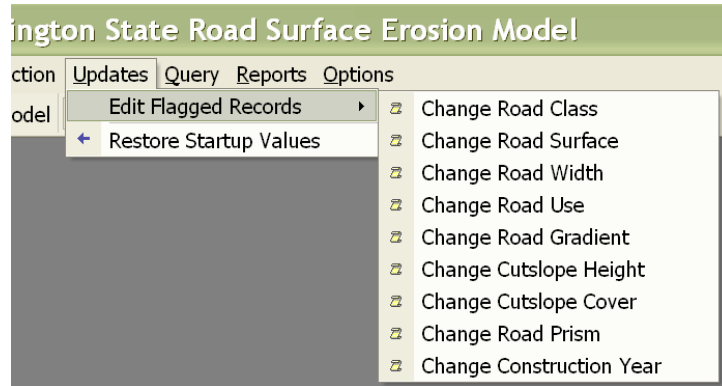 ington State Road Surface Erosion Model
ction Updates Query Reports Options
odel Edit Flagged Records
Restore Startup Values
Change Road Class
Change Road Surface
Change Road Width
Change Road Use
Change Road Gradient
Change Cutslope Height
Change Cutslope Cover
Change Road Prism
Change Construction Year